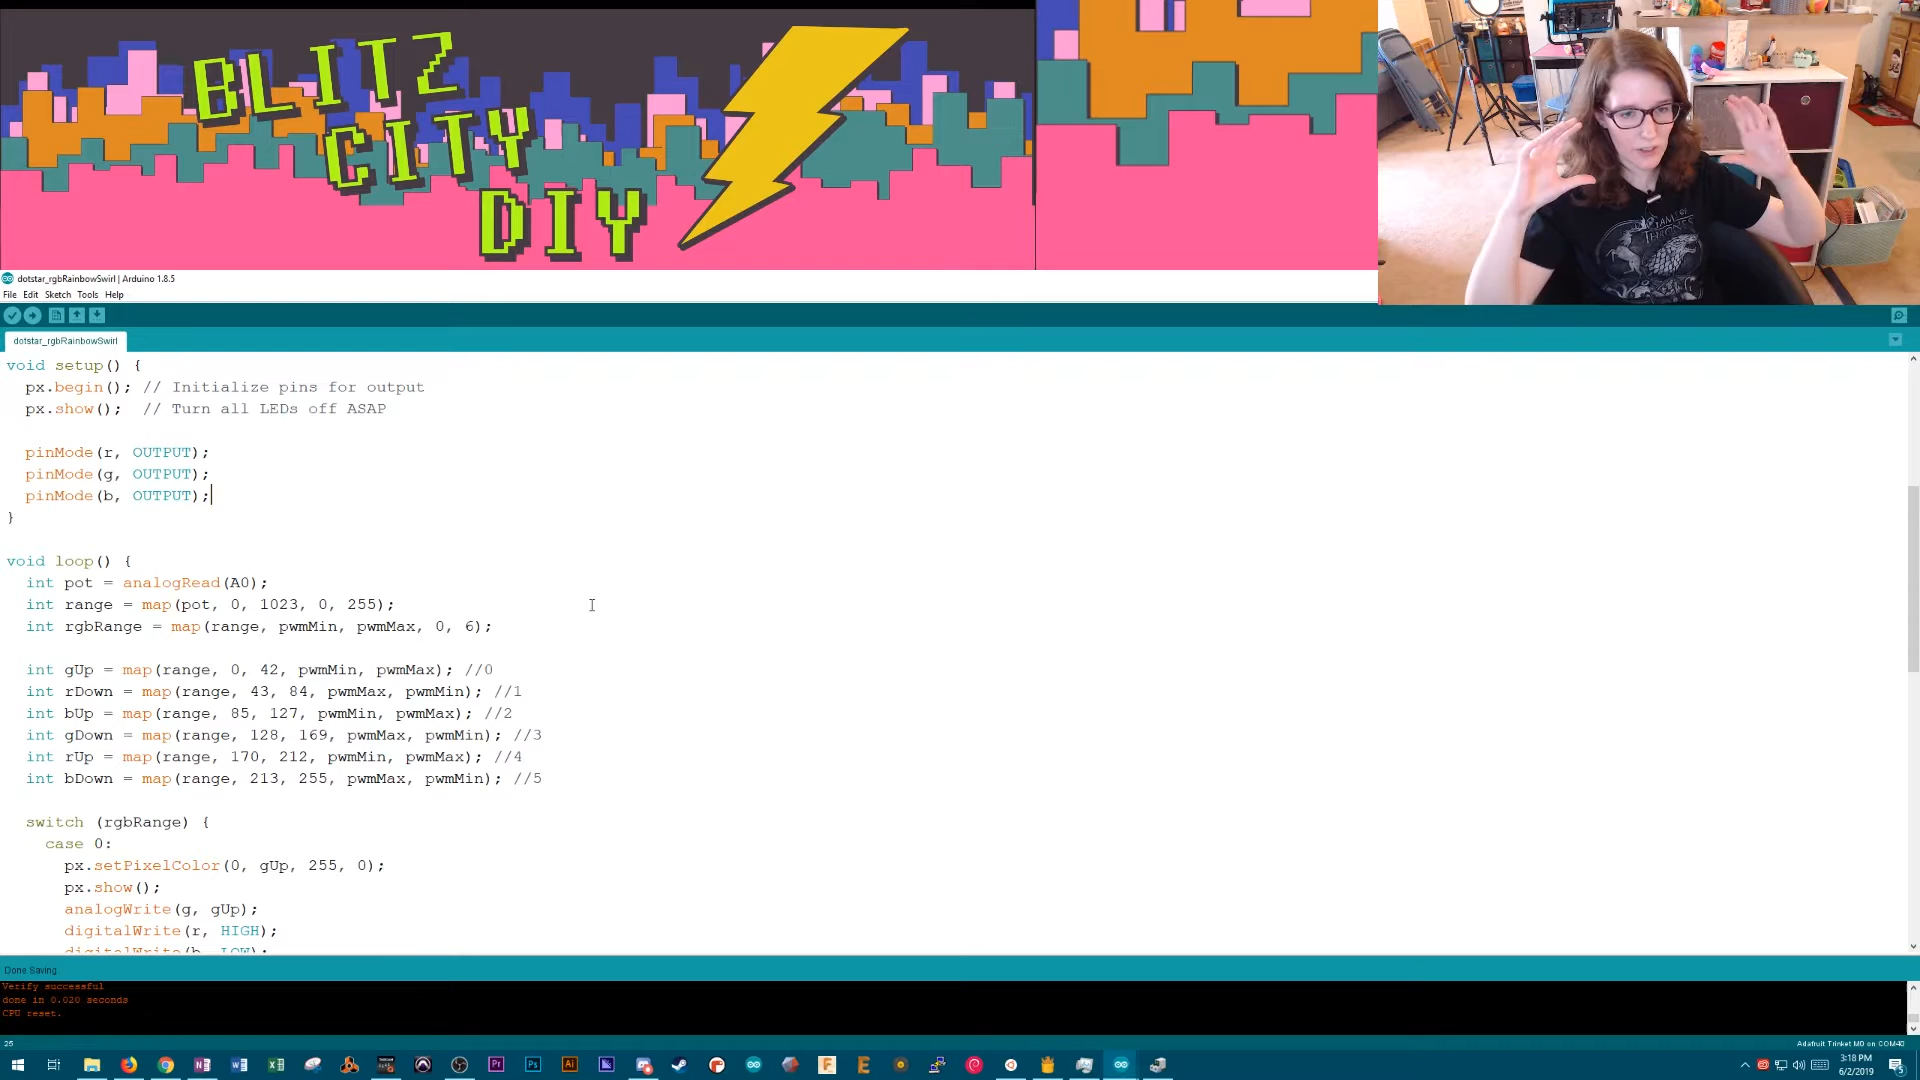 BLITZ
CITY
DIY
GAME OF
THRONES
dotstar_rgbRainbowSwirl | Arduino 1.8.5
File Edit Sketch Tools Help
dotstar_rgbRainbowSwirl
void setup() {
px.begin(); // Initialize pins for output
px.show(); // Turn all LEDs off ASAP
pinMode(r, OUTPUT);
pinMode(g, OUTPUT);
pinMode(b, OUTPUT);
}
void loop() {
int pot = analogRead(A0);
int range = map(pot, 0, 1023, 0, 255);
int rgbRange = map(range, pwmMin, pwmMax, 0, 6);
int gUp = map(range, 0, 42, pwmMin, pwmMax); //0
int rDown = map(range, 43, 84, pwmMax, pwmMin); //1
int bUp = map(range, 85, 127, pwmMin, pwmMax); //2
int gDown = map(range, 128, 169, pwmMax, pwmMin); //3
int rUp = map(range, 170, 212, pwmMin, pwmMax); //4
int bDown = map(range, 213, 255, pwmMax, pwmMin); //5
switch (rgbRange) {
case 0:
px.setPixelColor(0, gUp, 255, 0);
px.show();
analogWrite(g, gUp);
digitalWrite(r, HIGH);
digitalWrite(b, LOW);
Done Saving.
Verify successful
done in 0.020 seconds
CPU reset.
25
Adafruit Trinket M0 on COM40
3:18 PM
6/2/2019